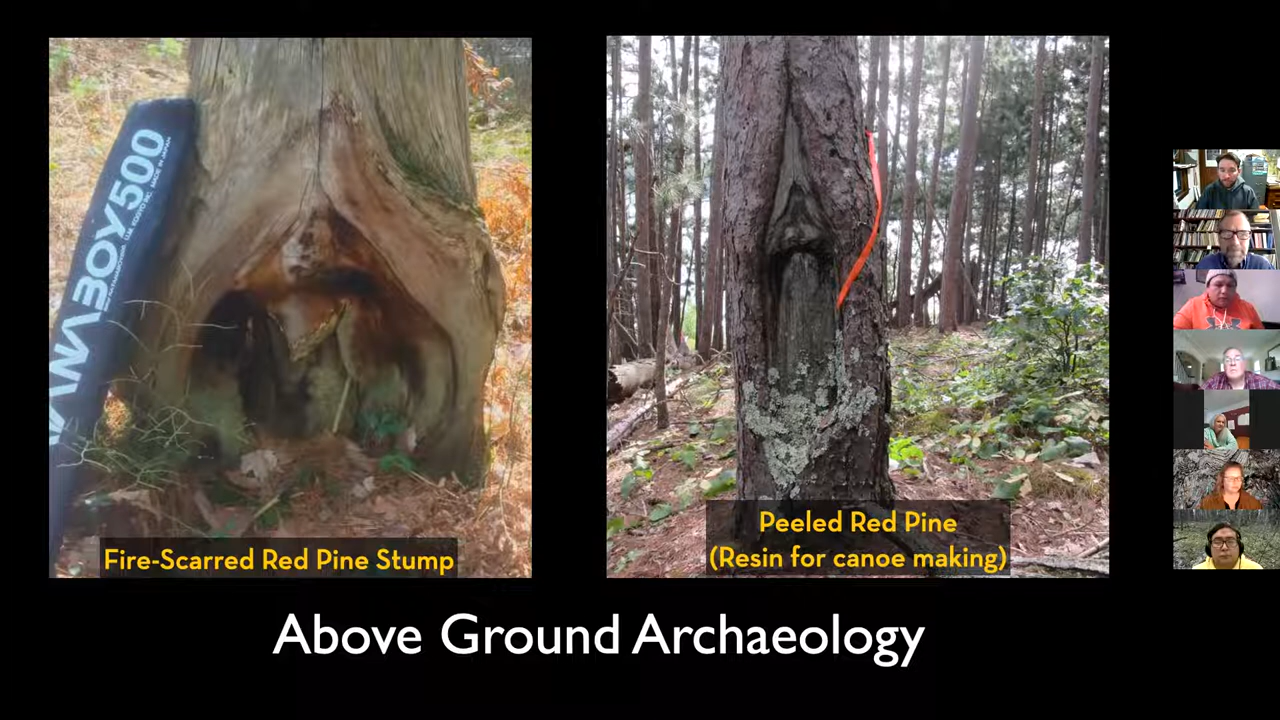 BOY500
Fire-Scarred Red Pine Stump
Peeled Red Pine
(Resin for canoe making)
Above Ground Archaeology